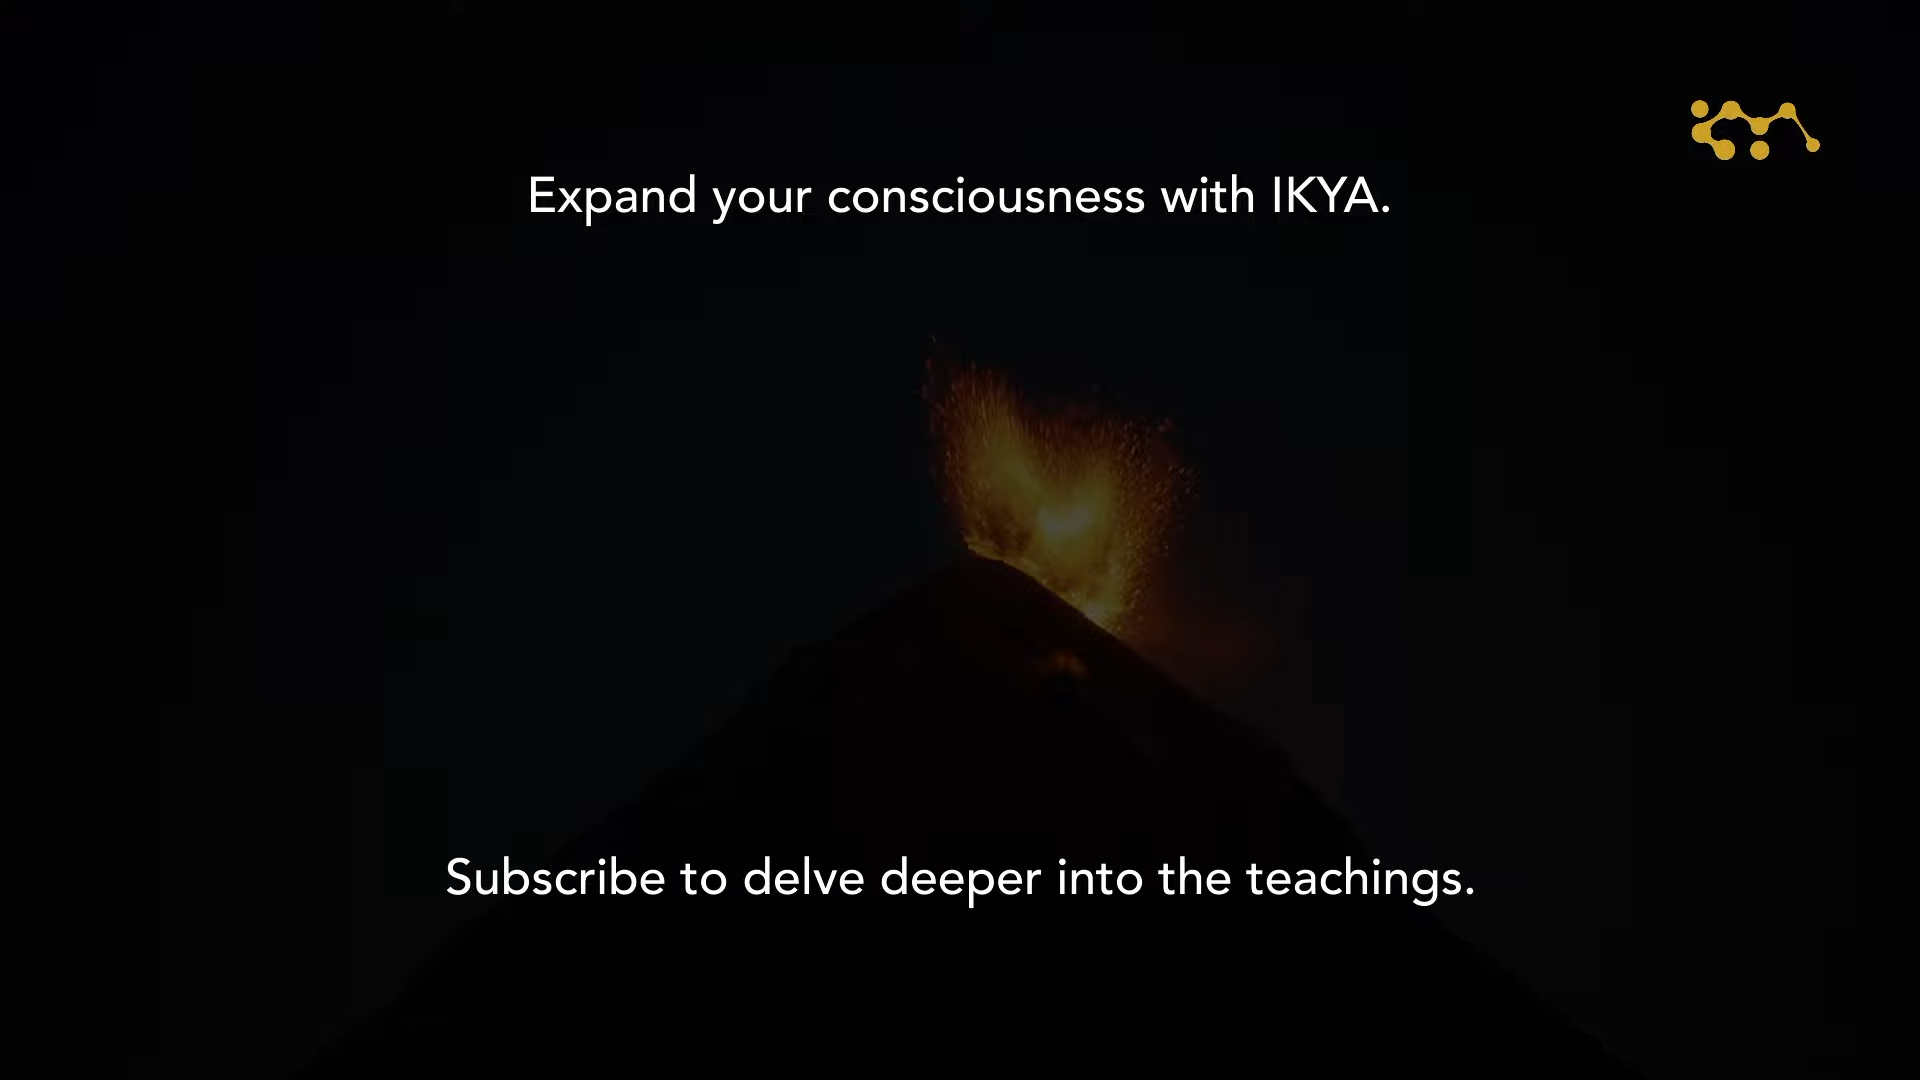 Expand your consciousness with IKYA.
Subscribe to delve deeper into the teachings.